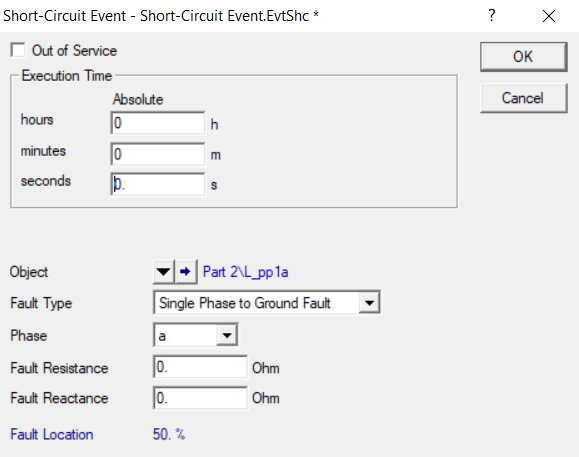 Short-Circuit Event - Short-Circuit Event.EvtShc *
? ×
Out of Service
OK
Execution Time
Cancel
Absolute
hours 0 h
minutes 0 m
seconds 0. s
Object Part 2\L_pp1a
Fault Type Single Phase to Ground Fault
Phase a
Fault Resistance 0. Ohm
Fault Reactance 0. Ohm
Fault Location 50. %